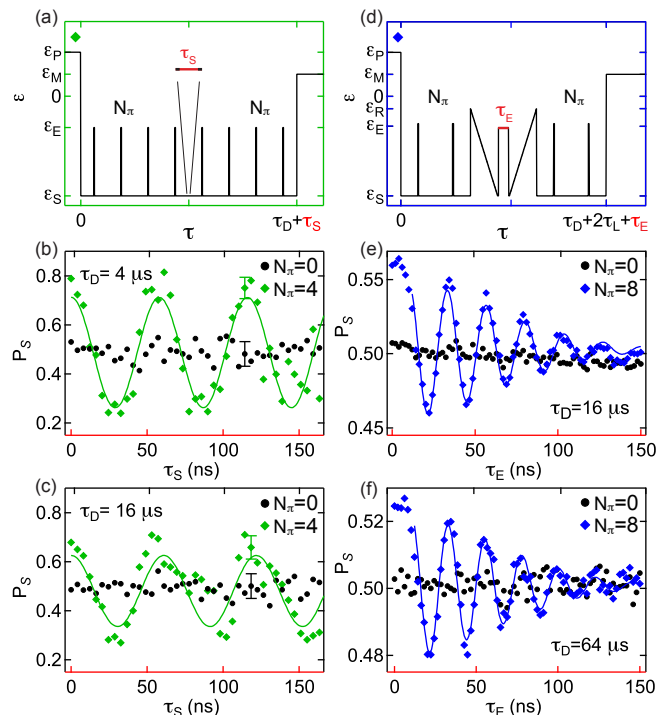 (a)
ε
ε_P
ε_M
0
ε_E
ε_S
τ_S
N_π
N_π
0
τ
τ_D+τ_S
(d)
ε_P
ε_M
0
ε_R
ε_E
ε_S
N_π
τ_E
N_π
0
τ
τ_D+2τ_L+τ_E
(b)
P_S
0.8
0.6
0.4
0.2
τ_D= 4 μs
N_π=0
N_π=4
0
50
100
150
τ_S (ns)
(e)
P_S
0.55
0.50
0.45
N_π=0
N_π=8
τ_D=16 μs
0
50
100
150
τ_E (ns)
(c)
P_S
0.8
0.6
0.4
0.2
τ_D= 16 μs
N_π=0
N_π=4
0
50
100
150
τ_S (ns)
(f)
P_S
0.52
0.50
0.48
N_π=0
N_π=8
τ_D=64 μs
0
50
100
150
τ_E (ns)